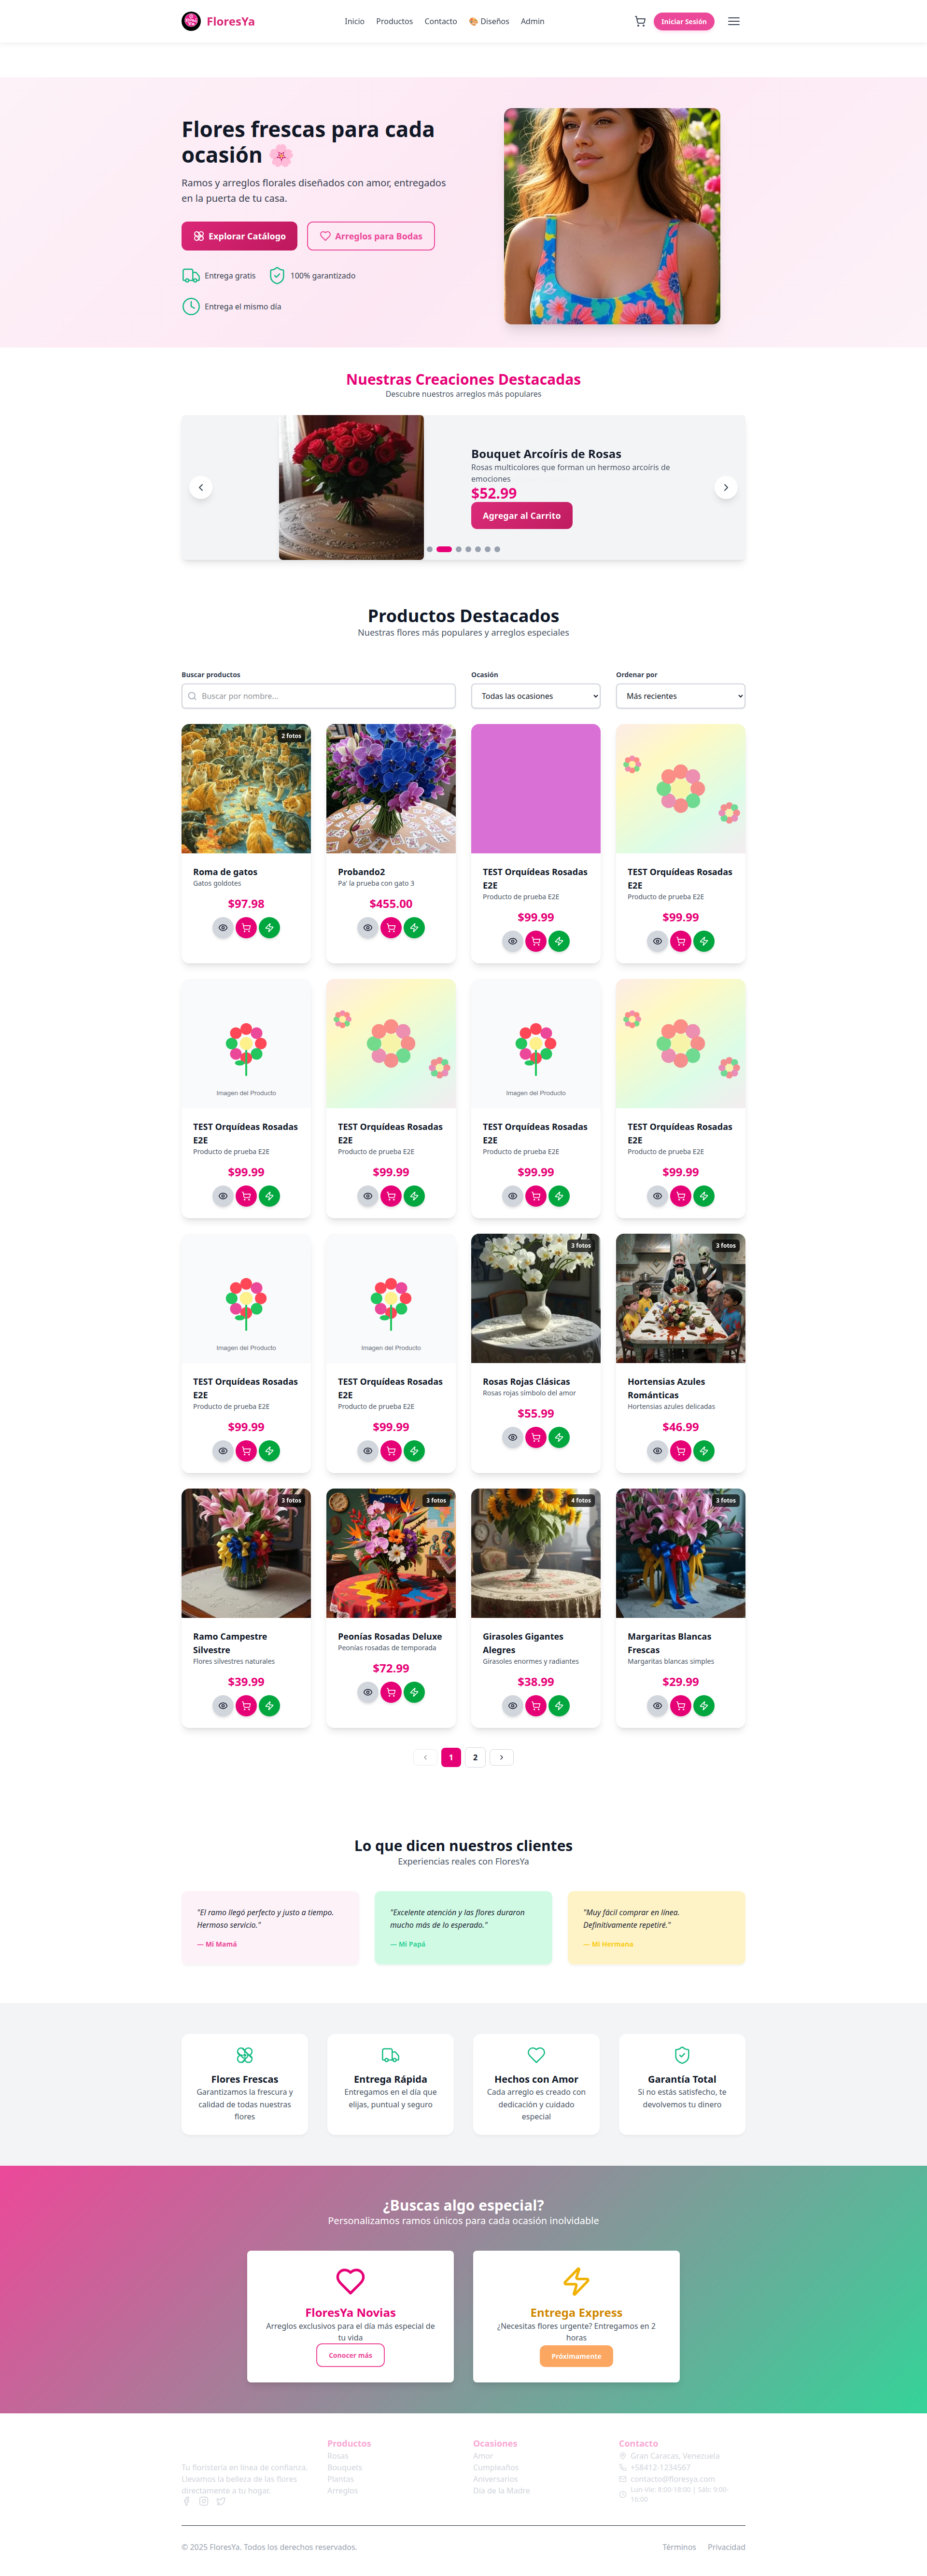 FloresYa
Inicio
Productos
Contacto
🎨 Diseños
Admin
Iniciar Sesión
Flores frescas para cada
ocasión 🌸
Ramos y arreglos florales diseñados con amor, entregados
en la puerta de tu casa.
Explorar Catálogo
Arreglos para Bodas
Entrega gratis
100% garantizado
Entrega el mismo día
Nuestras Creaciones Destacadas
Descubre nuestros arreglos más populares
Bouquet Arcoíris de Rosas
Rosas multicolores que forman un hermoso arcoíris de
emociones
$52.99
Agregar al Carrito
Productos Destacados
Nuestras flores más populares y arreglos especiales
Buscar productos
Buscar por nombre...
Ocasión
Todas las ocasiones
Ordenar por
Más recientes
2 fotos
Roma de gatos
Gatos goldotes
$97.98
Probando2
Pa' la prueba con gato 3
$455.00
TEST Orquídeas Rosadas
E2E
Producto de prueba E2E
$99.99
TEST Orquídeas Rosadas
E2E
Producto de prueba E2E
$99.99
Imagen del Producto
TEST Orquídeas Rosadas
E2E
Producto de prueba E2E
$99.99
TEST Orquídeas Rosadas
E2E
Producto de prueba E2E
$99.99
Imagen del Producto
TEST Orquídeas Rosadas
E2E
Producto de prueba E2E
$99.99
TEST Orquídeas Rosadas
E2E
Producto de prueba E2E
$99.99
Imagen del Producto
TEST Orquídeas Rosadas
E2E
Producto de prueba E2E
$99.99
Imagen del Producto
TEST Orquídeas Rosadas
E2E
Producto de prueba E2E
$99.99
3 fotos
Rosas Rojas Clásicas
Rosas rojas símbolo del amor
$55.99
3 fotos
Hortensias Azules
Románticas
Hortensias azules delicadas
$46.99
3 fotos
Ramo Campestre
Silvestre
Flores silvestres naturales
$39.99
3 fotos
Peonías Rosadas Deluxe
Peonías rosadas de temporada
$72.99
4 fotos
Girasoles Gigantes
Alegres
Girasoles enormes y radiantes
$38.99
3 fotos
Margaritas Blancas
Frescas
Margaritas blancas simples
$29.99
1
2
Lo que dicen nuestros clientes
Experiencias reales con FloresYa
"El ramo llegó perfecto y justo a tiempo.
Hermoso servicio."
— Mi Mamá
"Excelente atención y las flores duraron
mucho más de lo esperado."
— Mi Papá
"Muy fácil comprar en línea.
Definitivamente repetiré."
— Mi Hermana
Flores Frescas
Garantizamos la frescura y
calidad de todas nuestras
flores
Entrega Rápida
Entregamos en el día que
elijas, puntual y seguro
Hechos con Amor
Cada arreglo es creado con
dedicación y cuidado
especial
Garantía Total
Si no estás satisfecho, te
devolvemos tu dinero
¿Buscas algo especial?
Personalizamos ramos únicos para cada ocasión inolvidable
FloresYa Novias
Arreglos exclusivos para el día más especial de
tu vida
Conocer más
Entrega Express
¿Necesitas flores urgente? Entregamos en 2
horas
Próximamente
Tu floristería en línea de confianza.
Llevamos la belleza de las flores
directamente a tu hogar.
Productos
Rosas
Bouquets
Plantas
Arreglos
Ocasiones
Amor
Cumpleaños
Aniversarios
Día de la Madre
Contacto
Gran Caracas, Venezuela
+58412-1234567
contacto@floresya.com
Lun-Vie: 8:00-18:00 | Sáb: 9:00-
16:00
© 2025 FloresYa. Todos los derechos reservados.
Términos
Privacidad